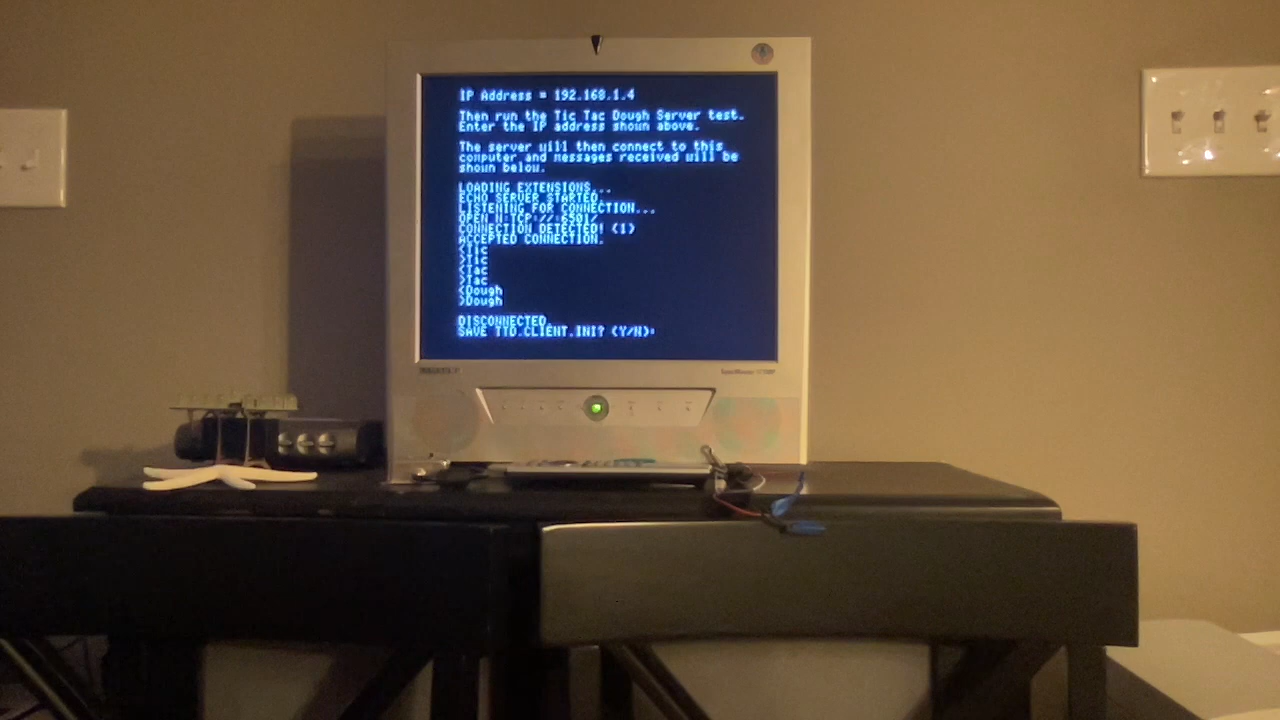 IP Address = 192.168.1.4
Then run the Tic Tac Dough Server test.
Enter the IP address shown above.
The server will then connect to this
computer and messages received will be
shown below.
LOADING EXTENSIONS...
ECHO SERVER STARTED.
LISTENING FOR CONNECTION...
OPEN N:TCP://:6501/
CONNECTION DETECTED! (1)
ACCEPTED CONNECTION.
<Tic
>Tic
<Tac
>Tac
<Dough
>Dough
DISCONNECTED.
SAVE TTD.CLIENT.INI? (Y/N):